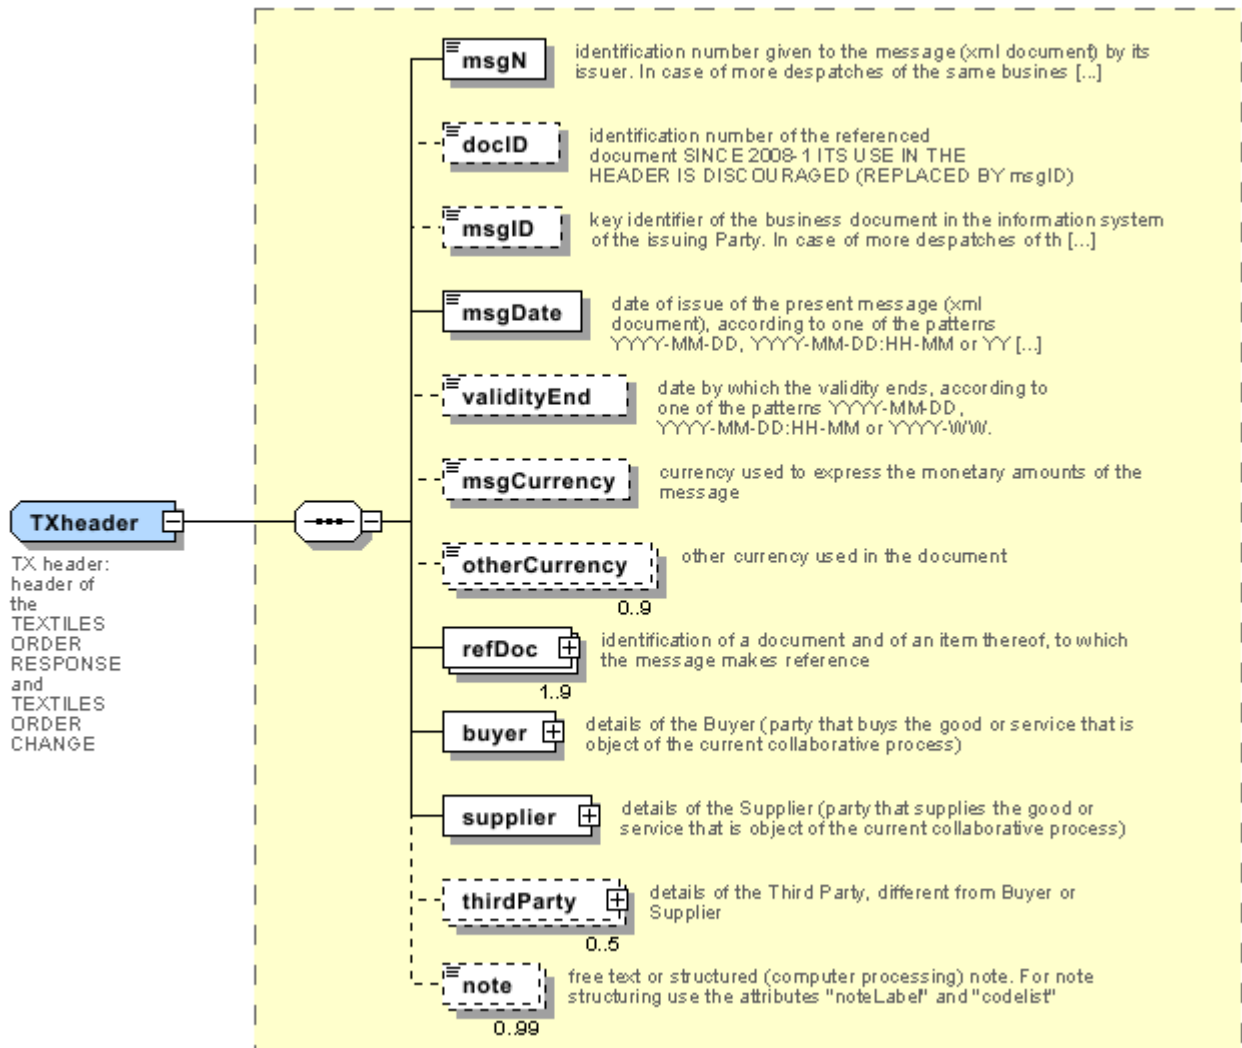 msgN
identification number given to the message (xml document) by its
issuer. In case of more despatches of the same busines [...]
docID
identification number of the referenced
document SINCE 2008-1 ITS USE IN THE
HEADER IS DISCOURAGED (REPLACED BY msgID)
msgID
key identifier of the business document in the information system
of the issuing Party. In case of more despatches of th [...]
msgDate
date of issue of the present message (xml
document), according to one of the patterns
YYYY-MM-DD, YYYY-MM-DD:HH-MM or YY [...]
validityEnd
date by which the validity ends, according to
one of the patterns YYYY-MM-DD,
YYYY-MM-DD:HH-MM or YYYY-WW.
msgCurrency
currency used to express the monetary amounts of the
message
TXheader
TX header:
header of
the
TEXTILES
ORDER
RESPONSE
and
TEXTILES
ORDER
CHANGE
otherCurrency
other currency used in the document
0..9
refDoc
identification of a document and of an item thereof, to which
the message makes reference
1..9
buyer
details of the Buyer (party that buys the good or service that is
object of the current collaborative process)
supplier
details of the Supplier (party that supplies the good or
service that is object of the current collaborative process)
thirdParty
details of the Third Party, different from Buyer or
Supplier
0..5
note
free text or structured (computer processing) note. For note
structuring use the attributes "noteLabel" and "codelist"
0..99